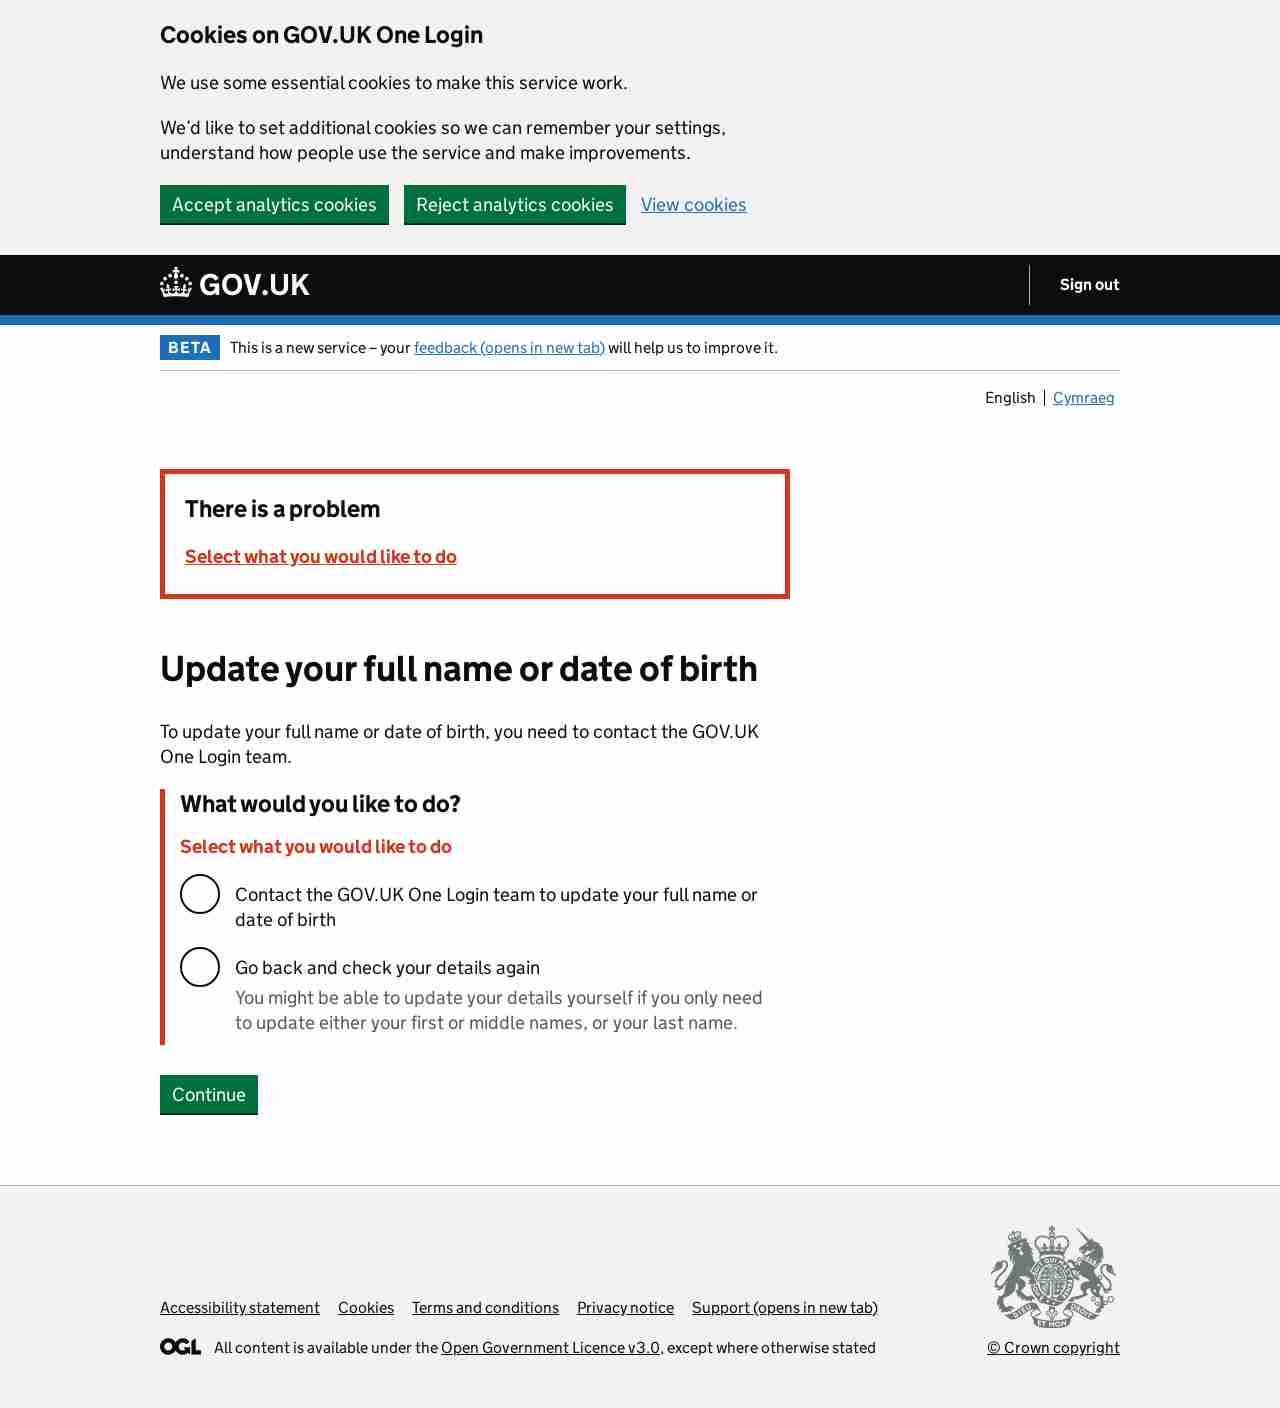 Cookies on GOV.UK One Login
We use some essential cookies to make this service work.
We'd like to set additional cookies so we can remember your settings,
understand how people use the service and make improvements.
Accept analytics cookies Reject analytics cookies View cookies
GOV.UK Sign out
BETA This is a new service – your feedback (opens in new tab) will help us to improve it.
English Cymraeg
There is a problem
Select what you would like to do
Update your full name or date of birth
To update your full name or date of birth, you need to contact the GOV.UK
One Login team.
What would you like to do?
Select what you would like to do
Contact the GOV.UK One Login team to update your full name or
date of birth
Go back and check your details again
You might be able to update your details yourself if you only need
to update either your first or middle names, or your last name.
Continue
Accessibility statement Cookies Terms and conditions Privacy notice Support (opens in new tab)
OGL All content is available under the Open Government Licence v3.0, except where otherwise stated
© Crown copyright